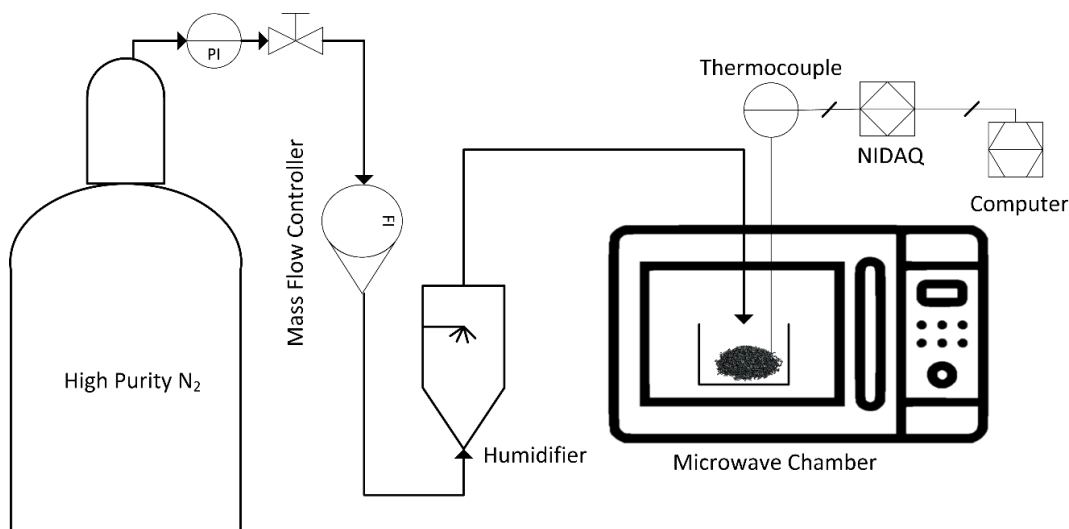 PI
Thermocouple
NIDAQ
Computer
Mass Flow Controller
FI
High Purity N₂
Humidifier
Microwave Chamber